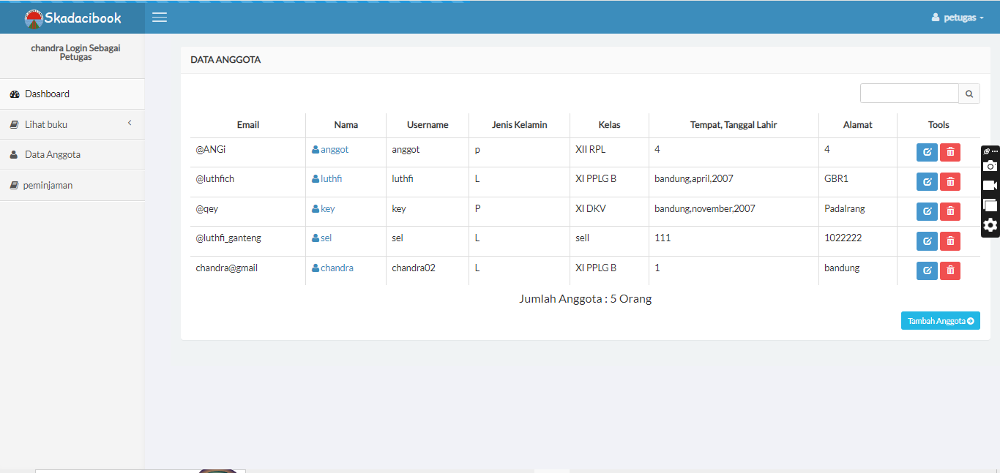 Skadacibook
petugas
chandra Login Sebagai
Petugas
Dashboard
Lihat buku
Data Anggota
peminjaman
DATA ANGGOTA
Email Nama Username Jenis Kelamin Kelas Tempat, Tanggal Lahir Alamat Tools
@ANGi anggot anggot p XII RPL 4 4
@luthfich luthfi luthfi L XI PPLG B bandung,april,2007 GBR1
@qey key key P XI DKV bandung,november,2007 Padalrang
@luthfi_ganteng sel sel L sell 111 1022222
chandra@gmail chandra chandra02 L XI PPLG B 1 bandung
Jumlah Anggota : 5 Orang
Tambah Anggota